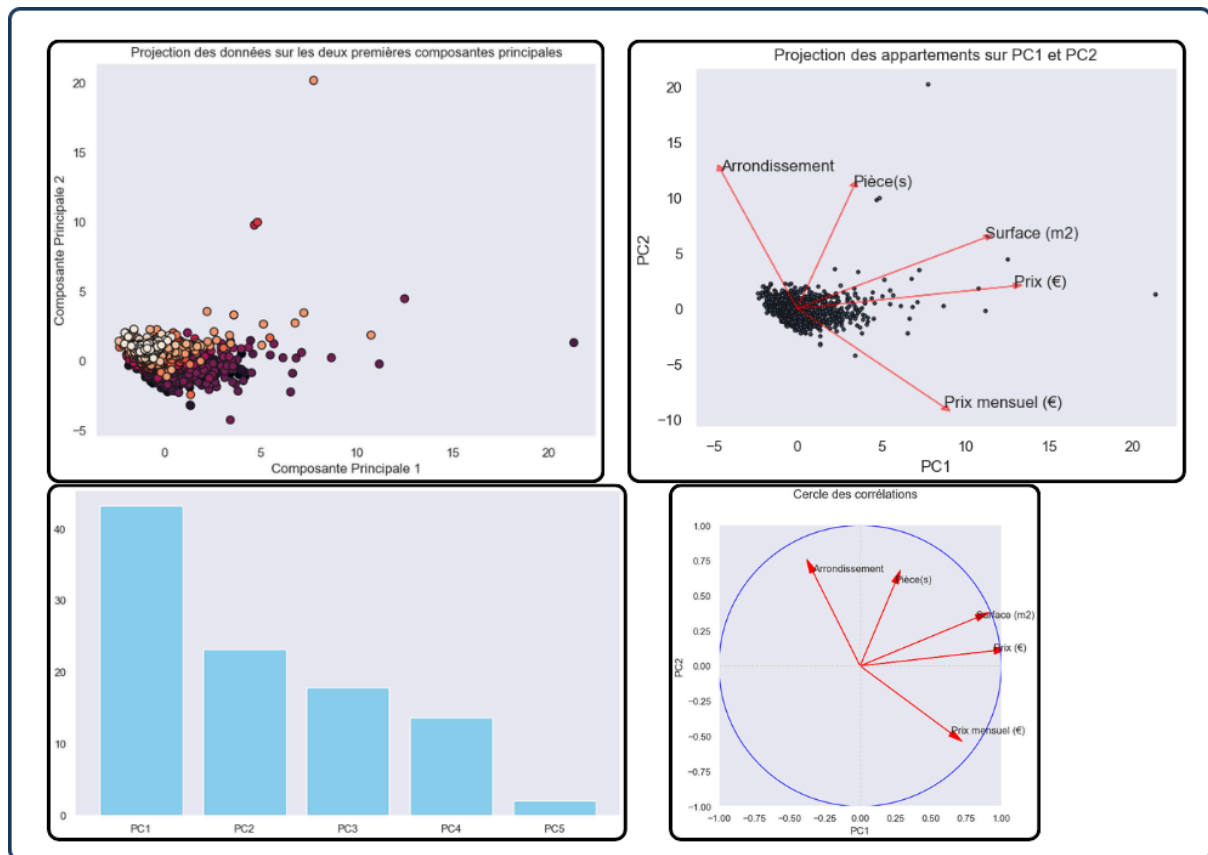 Projection des données sur les deux premières composantes principales
Composante Principale 2
20
15
10
5
0
−5
0
5
10
15
20
Composante Principale 1
Projection des appartements sur PC1 et PC2
PC2
20
15
10
5
0
−5
−10
Arrondissement
Pièce(s)
Surface (m2)
Prix (€)
Prix mensuel (€)
−5
0
5
10
15
20
PC1
40
30
20
10
0
PC1
PC2
PC3
PC4
PC5
Cercle des corrélations
PC2
1.00
0.75
0.50
0.25
0.00
−0.25
−0.50
−0.75
−1.00
Arrondissement
Pièce(s)
Surface (m2)
Prix (€)
Prix mensuel (€)
−1.00
−0.75
−0.50
−0.25
0.00
0.25
0.50
0.75
1.00
PC1